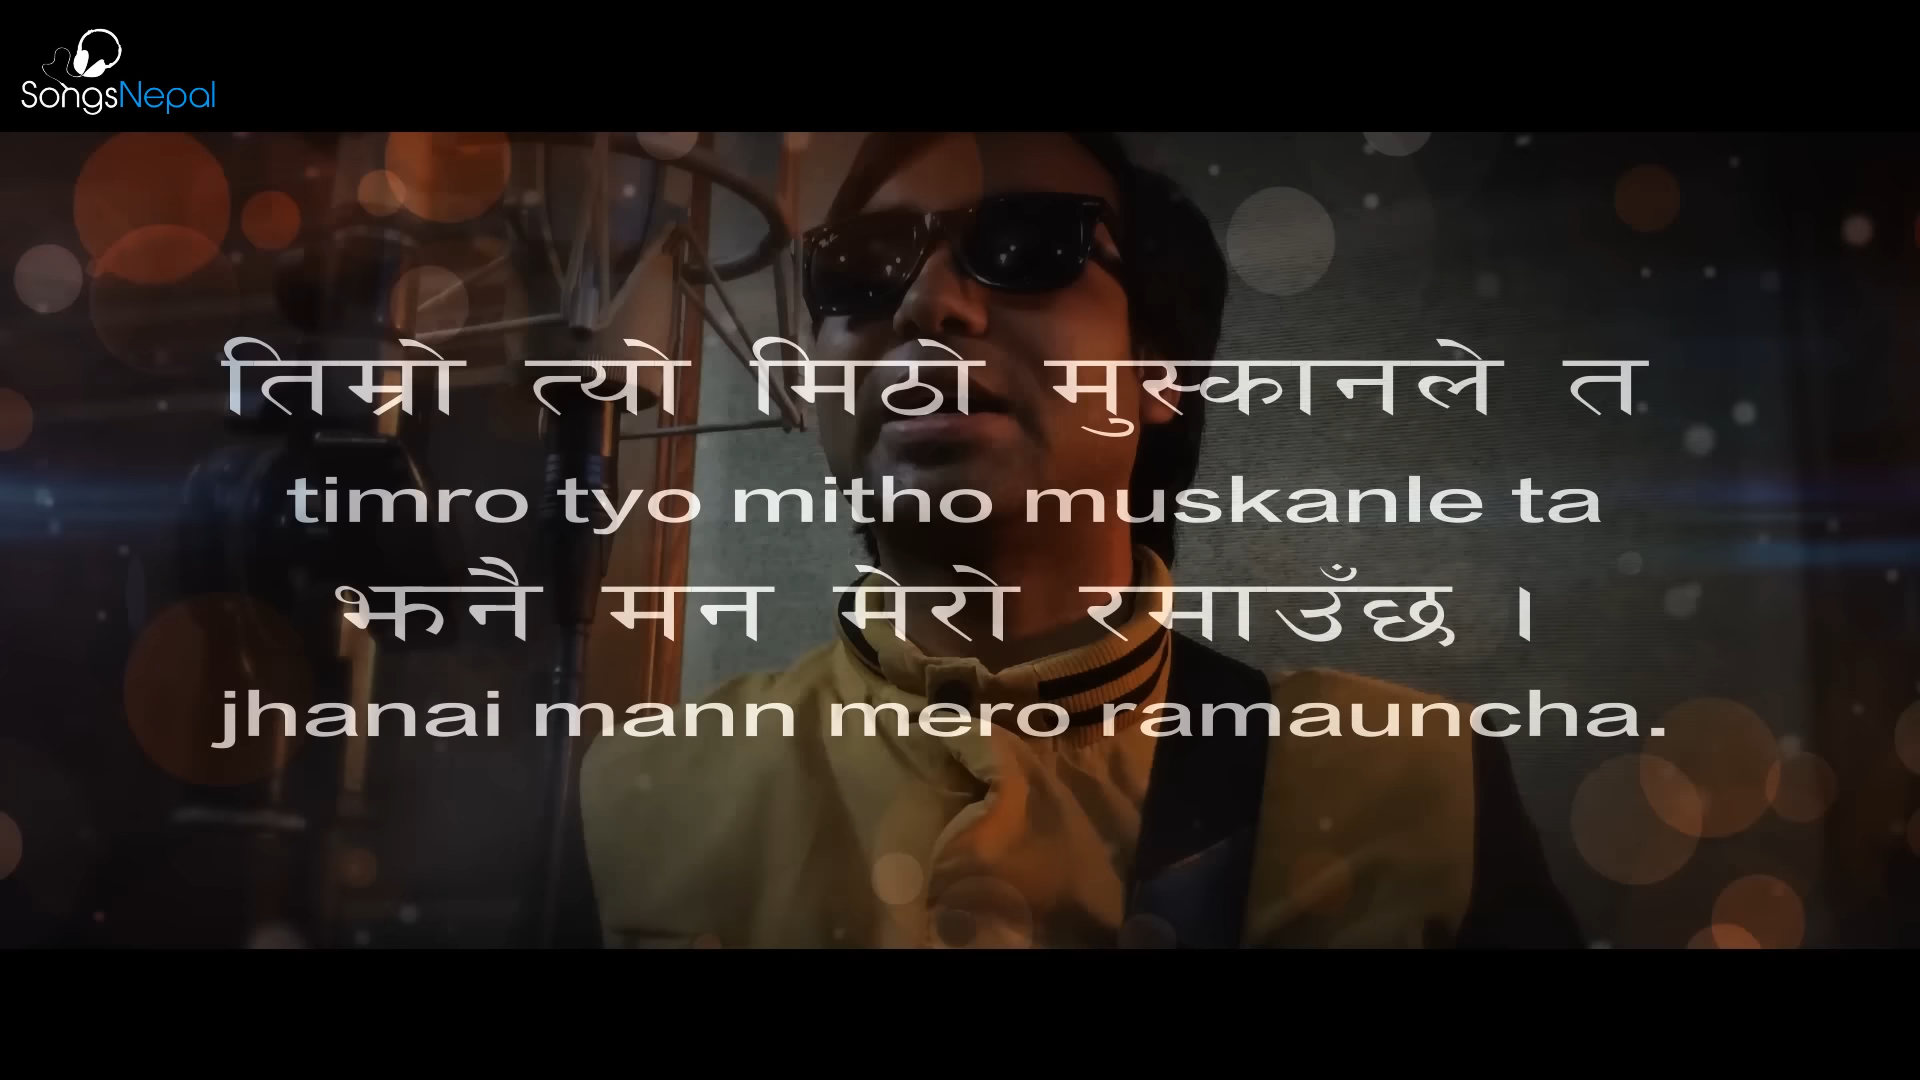 SongsNepal
तिम्रो त्यो मिठो मुस्कानले त
timro tyo mitho muskanle ta
झनै मन मेरो रमाउँछ ।
jhanai mann mero ramauncha.